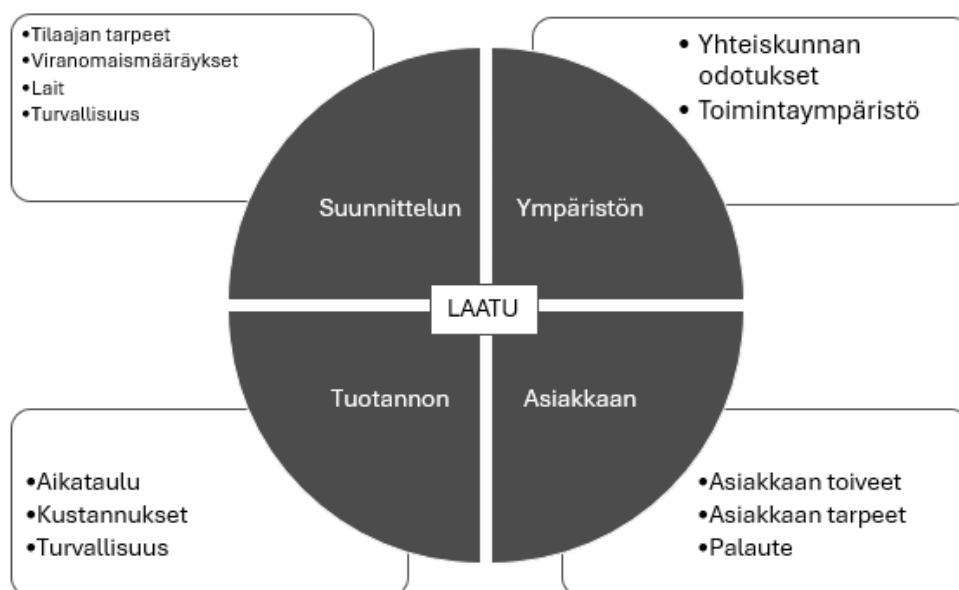 •Tilaajan tarpeet
•Viranomaismääräykset
•Lait
•Turvallisuus
• Yhteiskunnan
odotukset
• Toimintaympäristö
Suunnittelun
Ympäristön
LAATU
Tuotannon
Asiakkaan
•Aikataulu
•Kustannukset
•Turvallisuus
•Asiakkaan toiveet
•Asiakkaan tarpeet
•Palaute